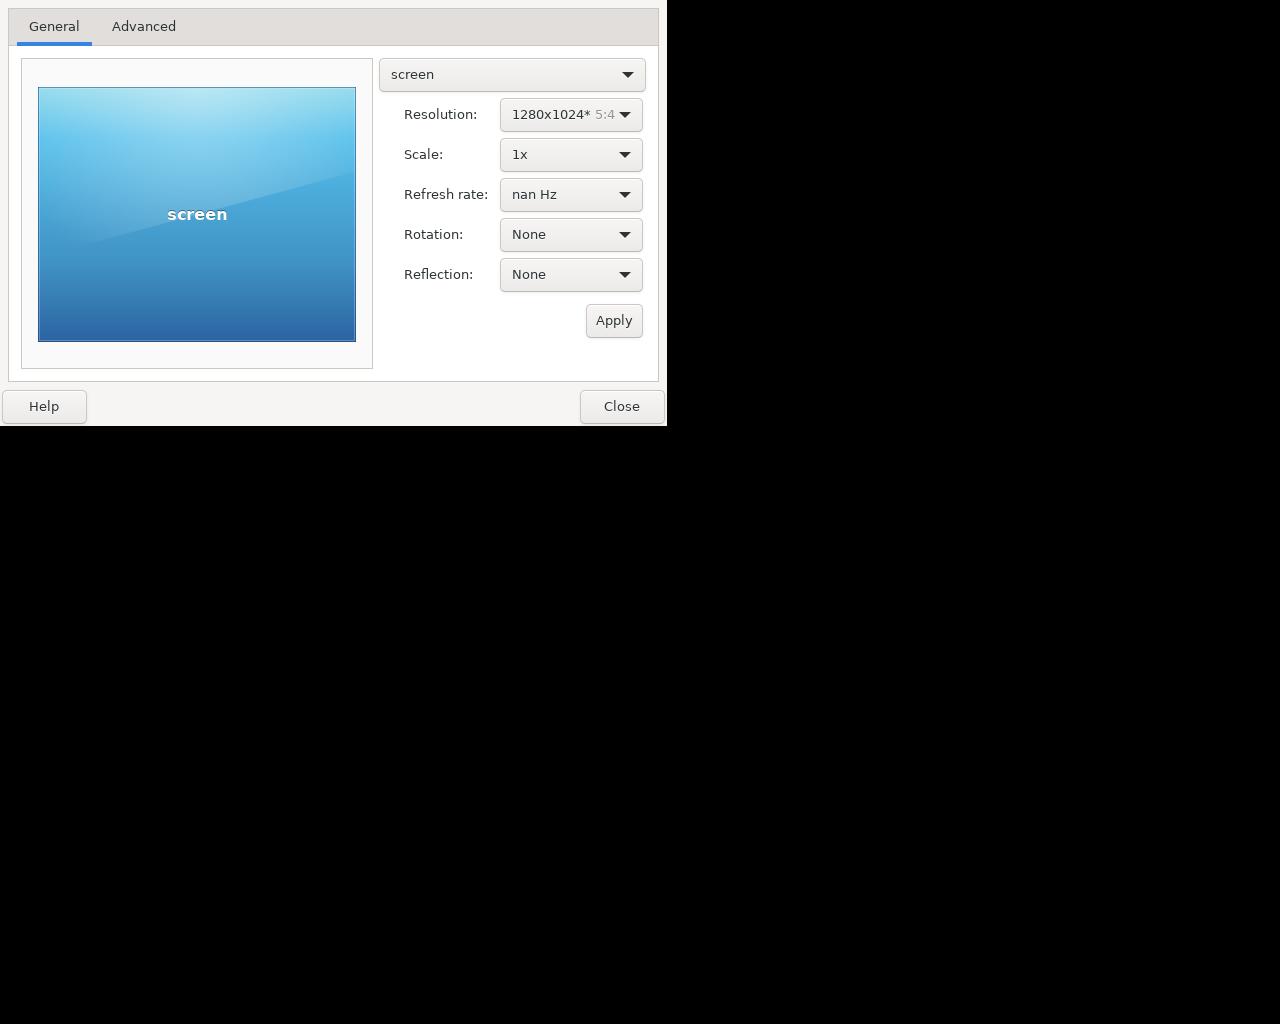 General
Advanced
screen
screen
Resolution:
1280x1024* 5:4
Scale:
1x
Refresh rate:
nan Hz
Rotation:
None
Reflection:
None
Apply
Help
Close